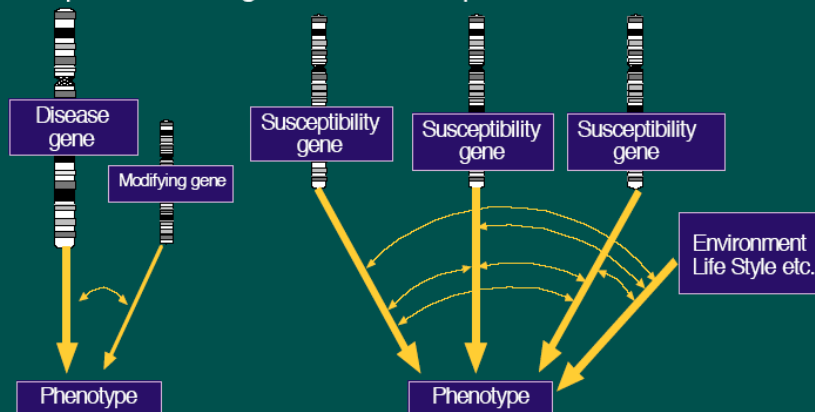 Disease
gene
Modifying gene
Susceptibility
gene
Susceptibility
gene
Susceptibility
gene
Environment
Life Style etc.
Phenotype
Phenotype